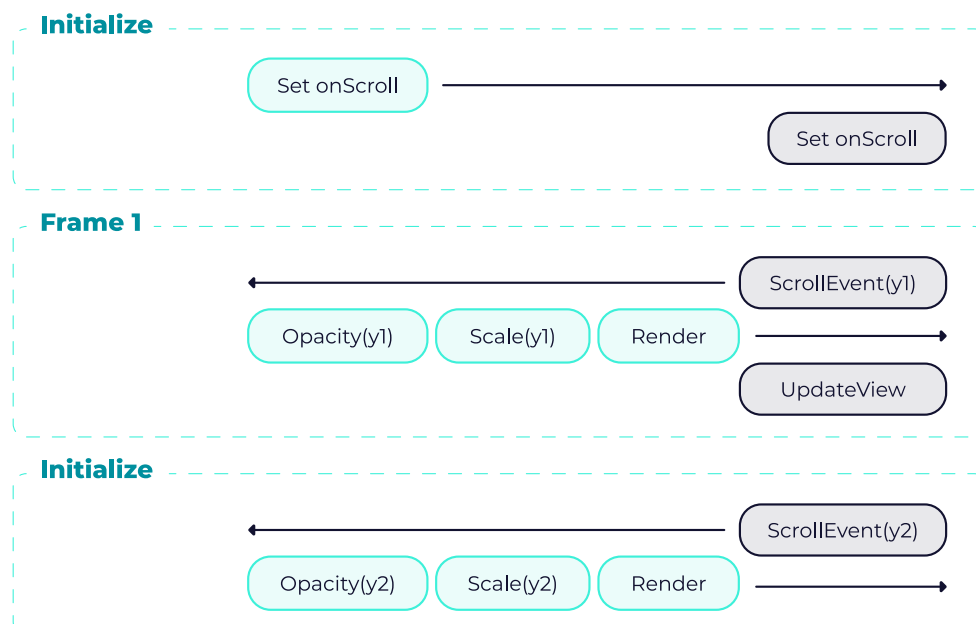 Initialize
Set onScroll
Set onScroll
Frame 1
ScrollEvent(y1)
Opacity(y1) Scale(y1) Render
UpdateView
Initialize
ScrollEvent(y2)
Opacity(y2) Scale(y2) Render